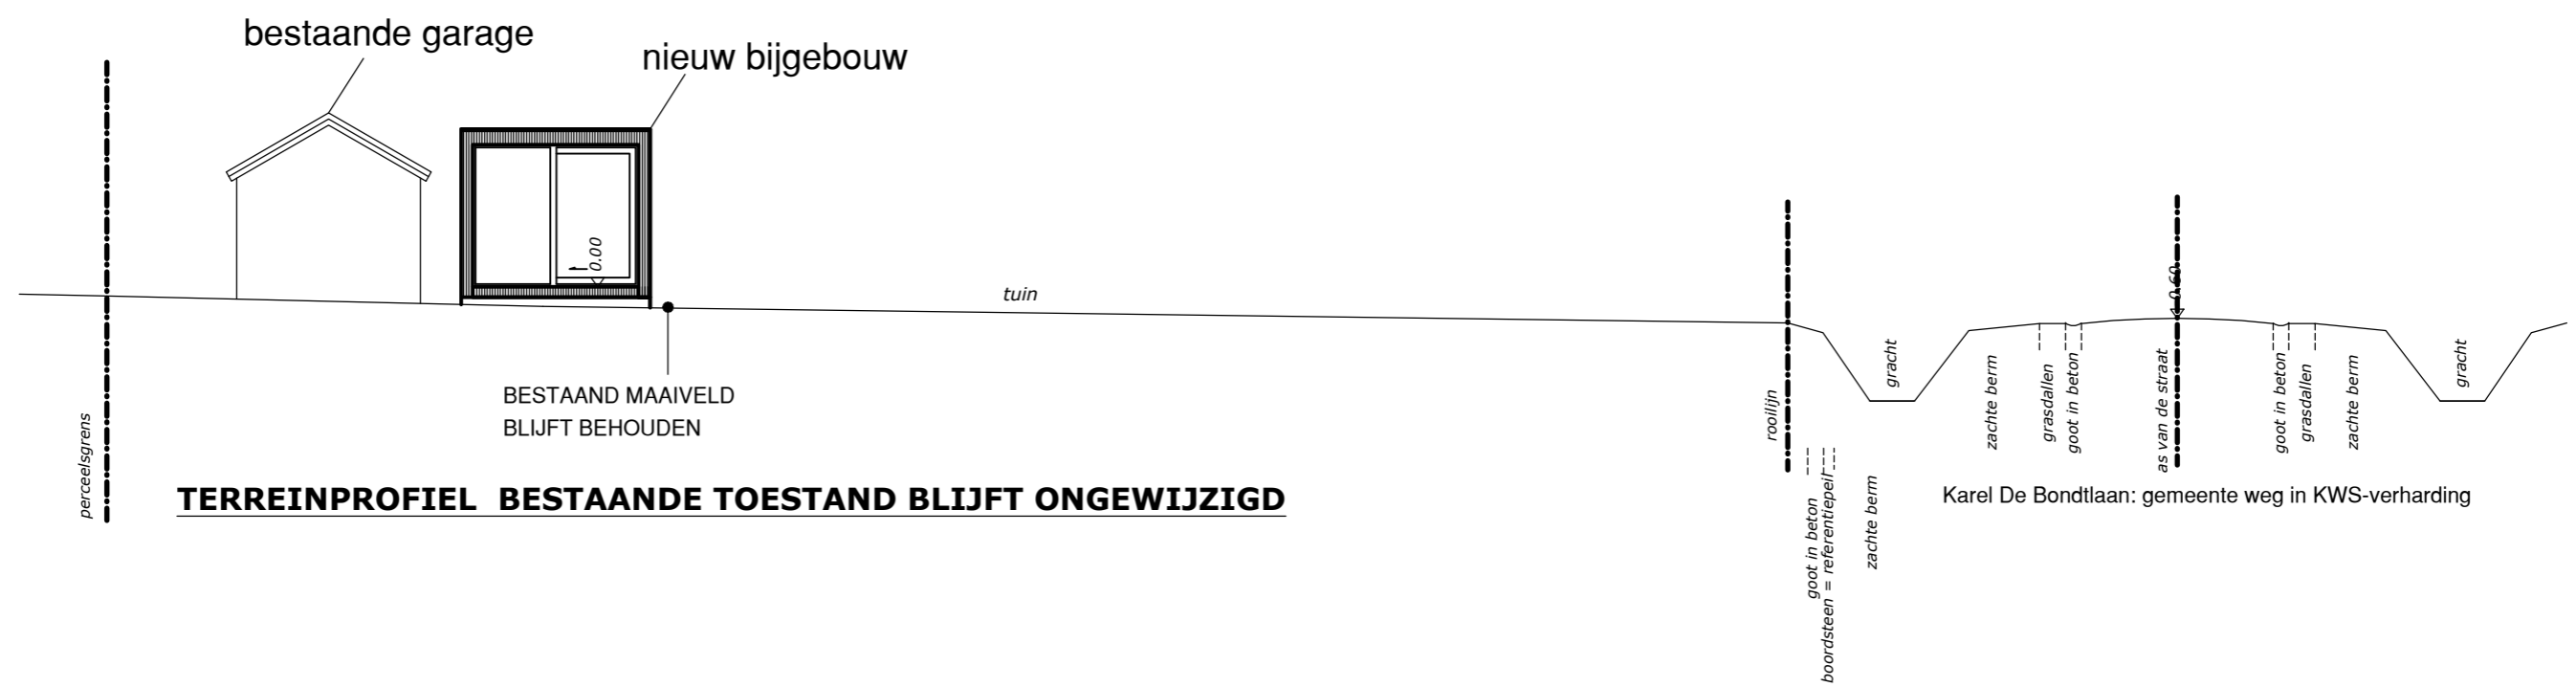 bestaande garage
nieuw bijgebouw
0.00
tuin
BESTAAND MAAIVELD
BLIJFT BEHOUDEN
perceelsgrens
TERREINPROFIEL BESTAANDE TOESTAND BLIJFT ONGEWIJZIGD
rooilijn
goot in beton
boordsteen = referentiepeil
zachte berm
gracht
zachte berm
grasdallen
goot in beton
as van de straat
goot in beton
grasdallen
zachte berm
gracht
Karel De Bondtlaan: gemeente weg in KWS-verharding